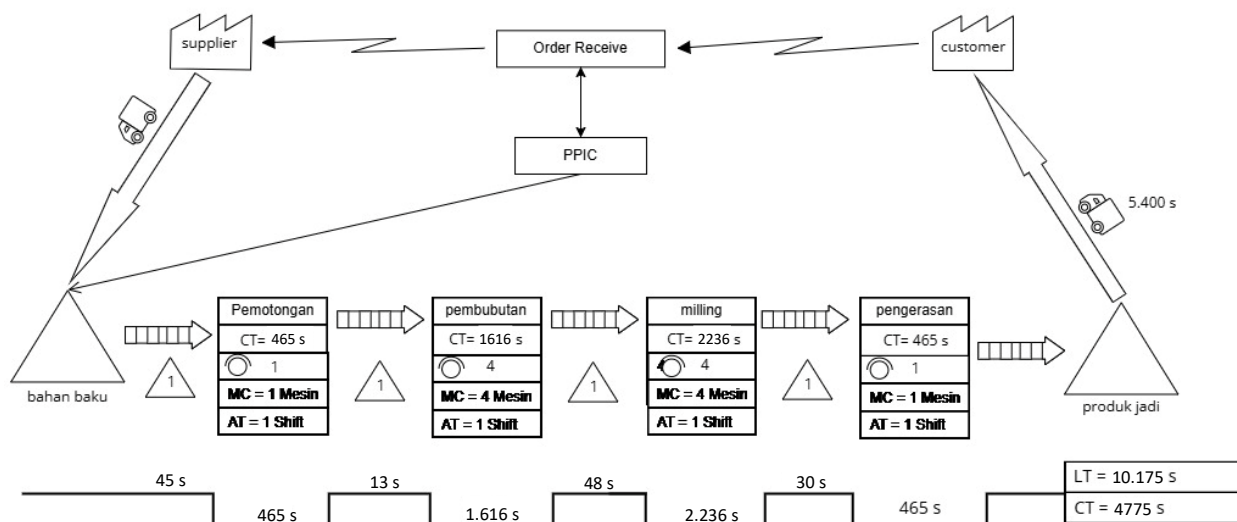 supplier
Order Receive
customer
PPIC
5.400 s
Pemotongan
CT= 465 s
1
MC = 1 Mesin
AT = 1 Shift
pembubutan
CT= 1616 s
4
MC = 4 Mesin
AT = 1 Shift
milling
CT= 2236 s
4
MC = 4 Mesin
AT = 1 Shift
pengerasan
CT= 465 s
1
MC = 1 Mesin
AT = 1 Shift
1
1
1
1
bahan baku
produk jadi
45 s
13 s
48 s
30 s
465 s
1.616 s
2.236 s
465 s
LT = 10.175 s
CT = 4775 s